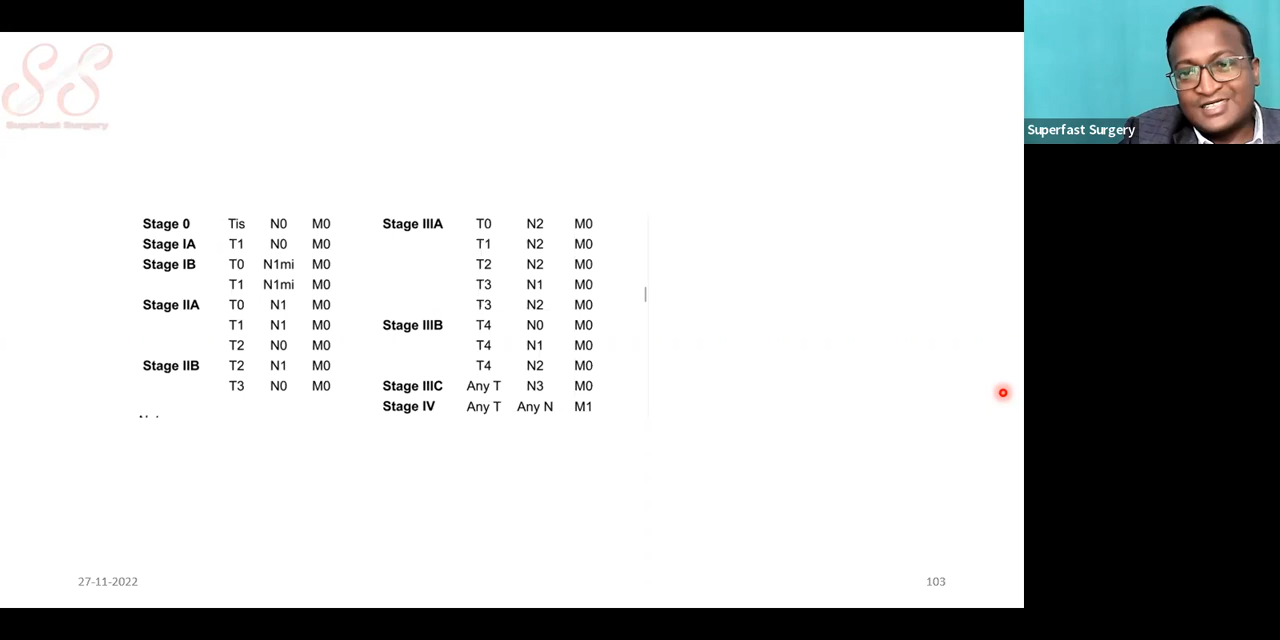 SS
Superfast Surgery
Superfast Surgery
Stage 0 Tis N0 M0
Stage IA T1 N0 M0
Stage IB T0 N1mi M0
T1 N1mi M0
Stage IIA T0 N1 M0
T1 N1 M0
T2 N0 M0
Stage IIB T2 N1 M0
T3 N0 M0
Stage IIIA T0 N2 M0
T1 N2 M0
T2 N2 M0
T3 N1 M0
T3 N2 M0
Stage IIIB T4 N0 M0
T4 N1 M0
T4 N2 M0
Stage IIIC Any T N3 M0
Stage IV Any T Any N M1
27-11-2022
103